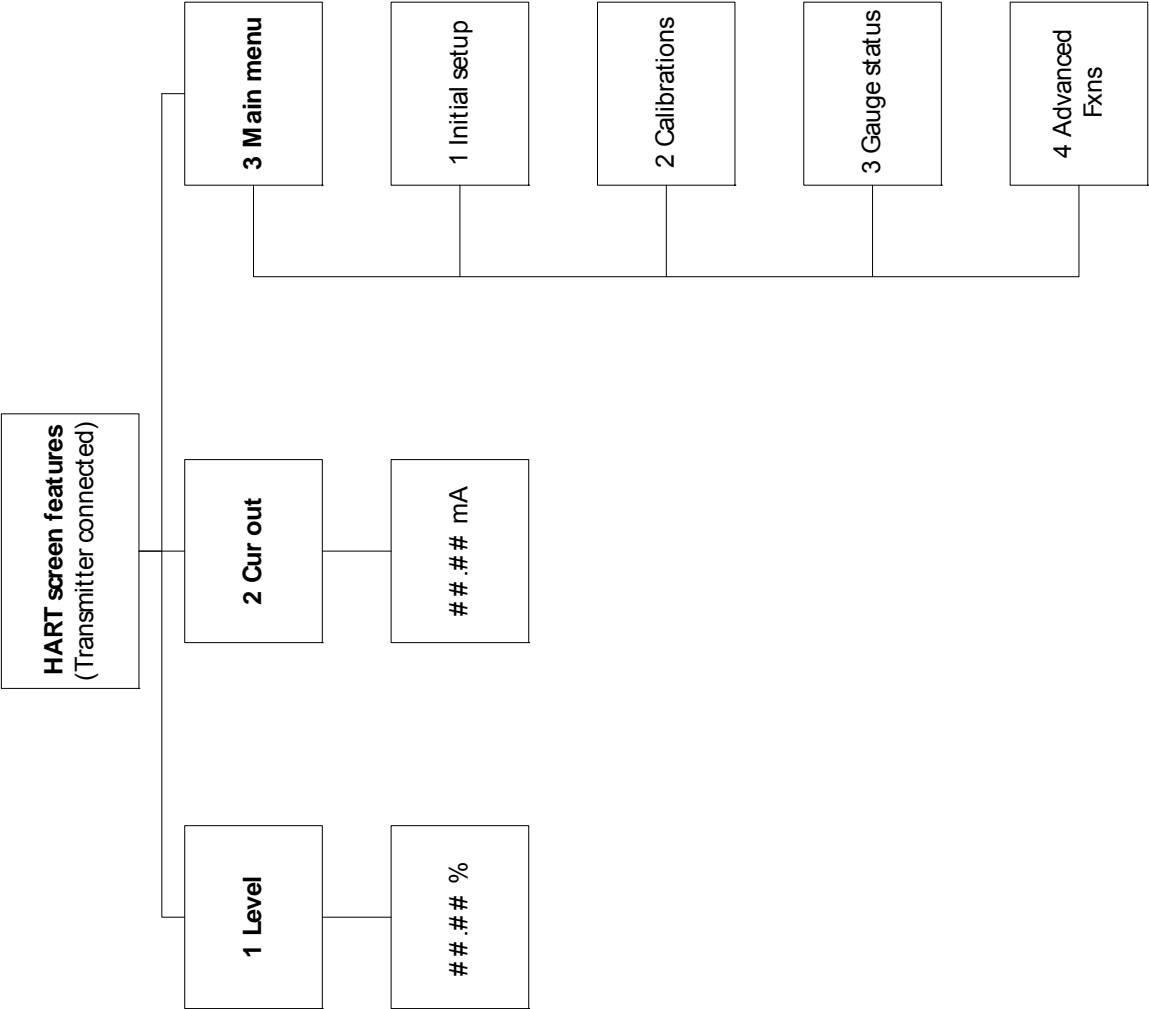 HART screen features
(Transmitter connected)
1 Level
##.## %
2 Cur out
##.## mA
3 Main menu
1 Initial setup
2 Calibrations
3 Gauge status
4 Advanced
Fxns